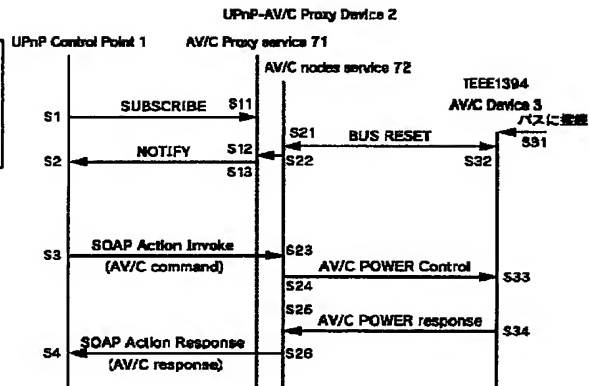 UPnP-AV/C Proxy Device 2
UPnP Control Point 1
AV/C Proxy service 71
AV/C nodes service 72
TEEE1394
AV/C Device 3
バスに接続
S31
S1
SUBSCRIBE
S11
S21
BUS RESET
S2
NOTIFY
S12
S13
S22
S32
S3
SOAP Action Invoke
(AV/C command)
S23
AV/C POWER Control
S24
S33
S25
AV/C POWER response
S34
S4
SOAP Action Response
(AV/C response)
S26